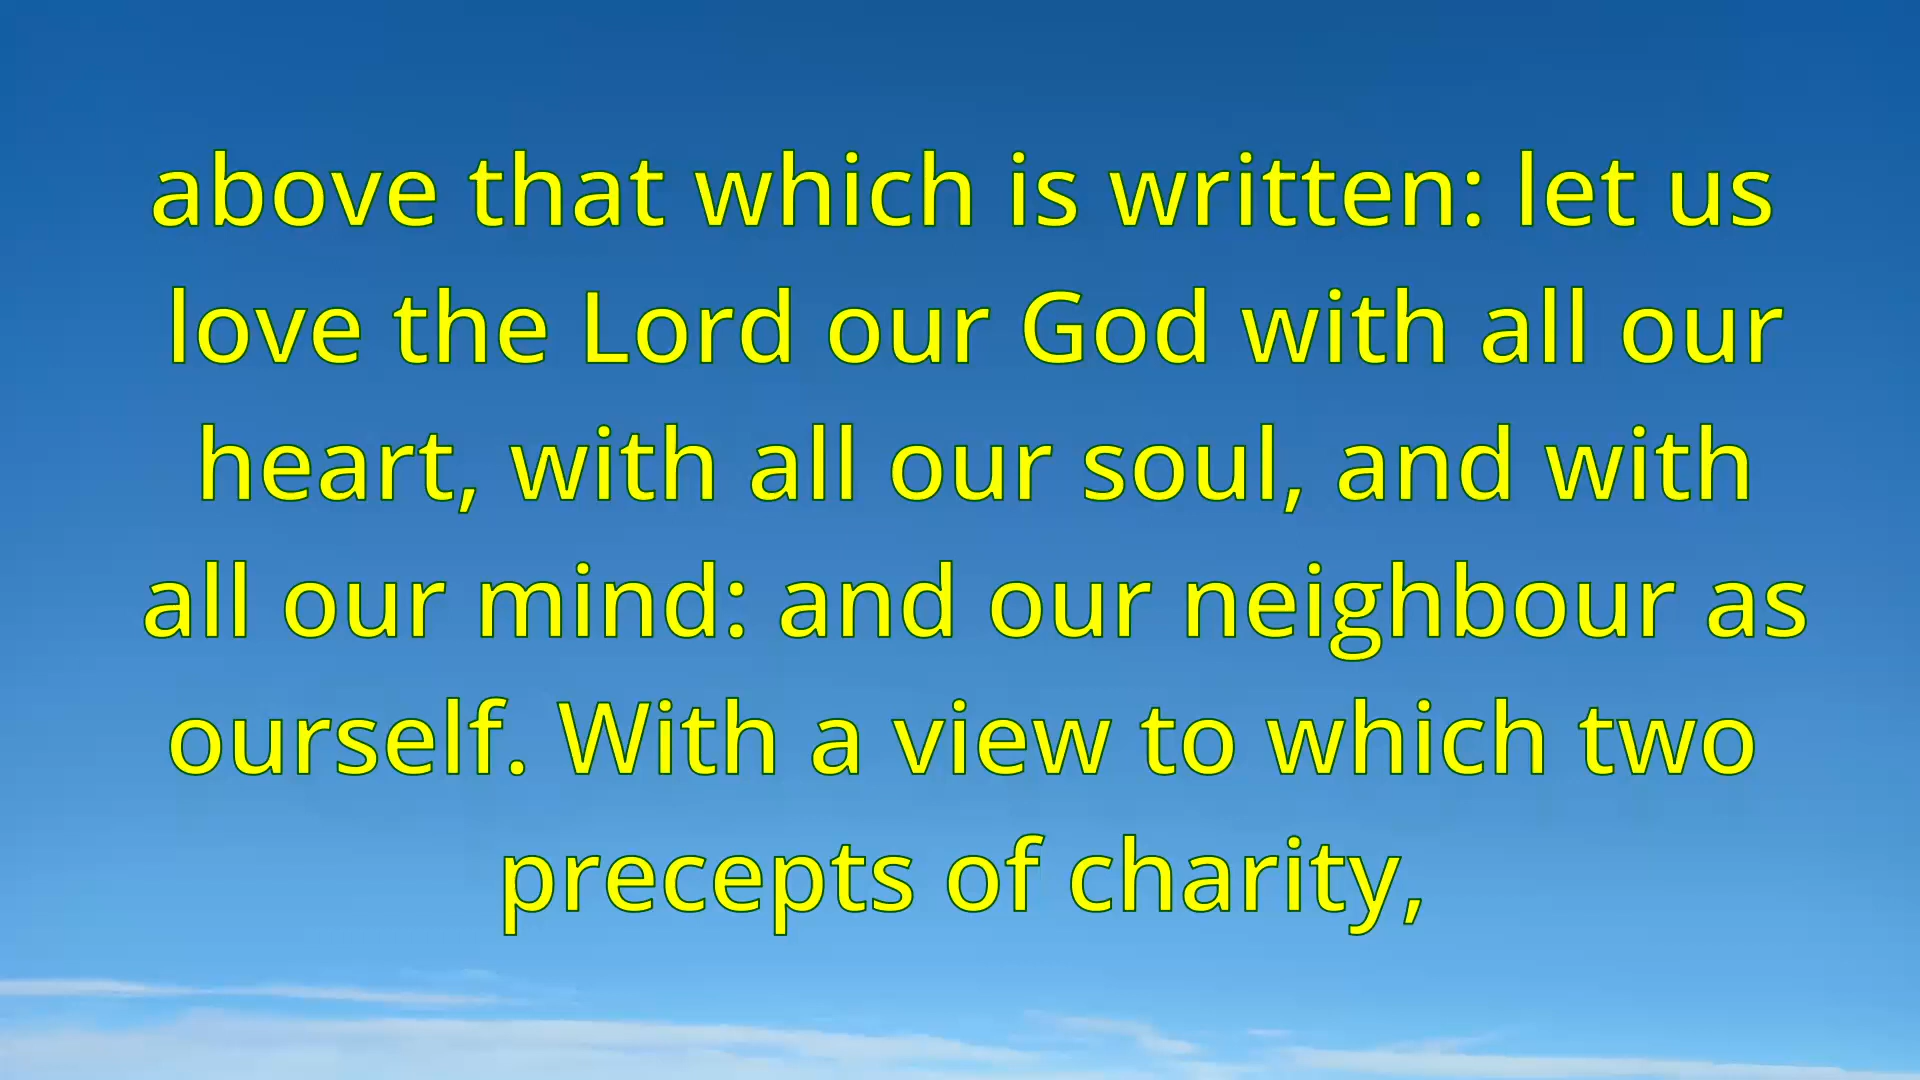 above that which is written: let us
love the Lord our God with all our
heart, with all our soul, and with
all our mind: and our neighbour as
ourself. With a view to which two
precepts of charity,